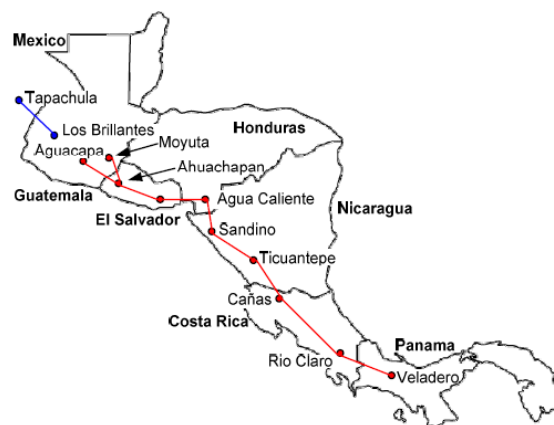 Mexico
Tapachula
Los Brillantes
Honduras
Aguacapa
Moyuta
Ahuachapan
Guatemala
Agua Caliente
Nicaragua
El Salvador
Sandino
Ticuantepe
Cañas
Costa Rica
Panama
Rio Claro
Veladero